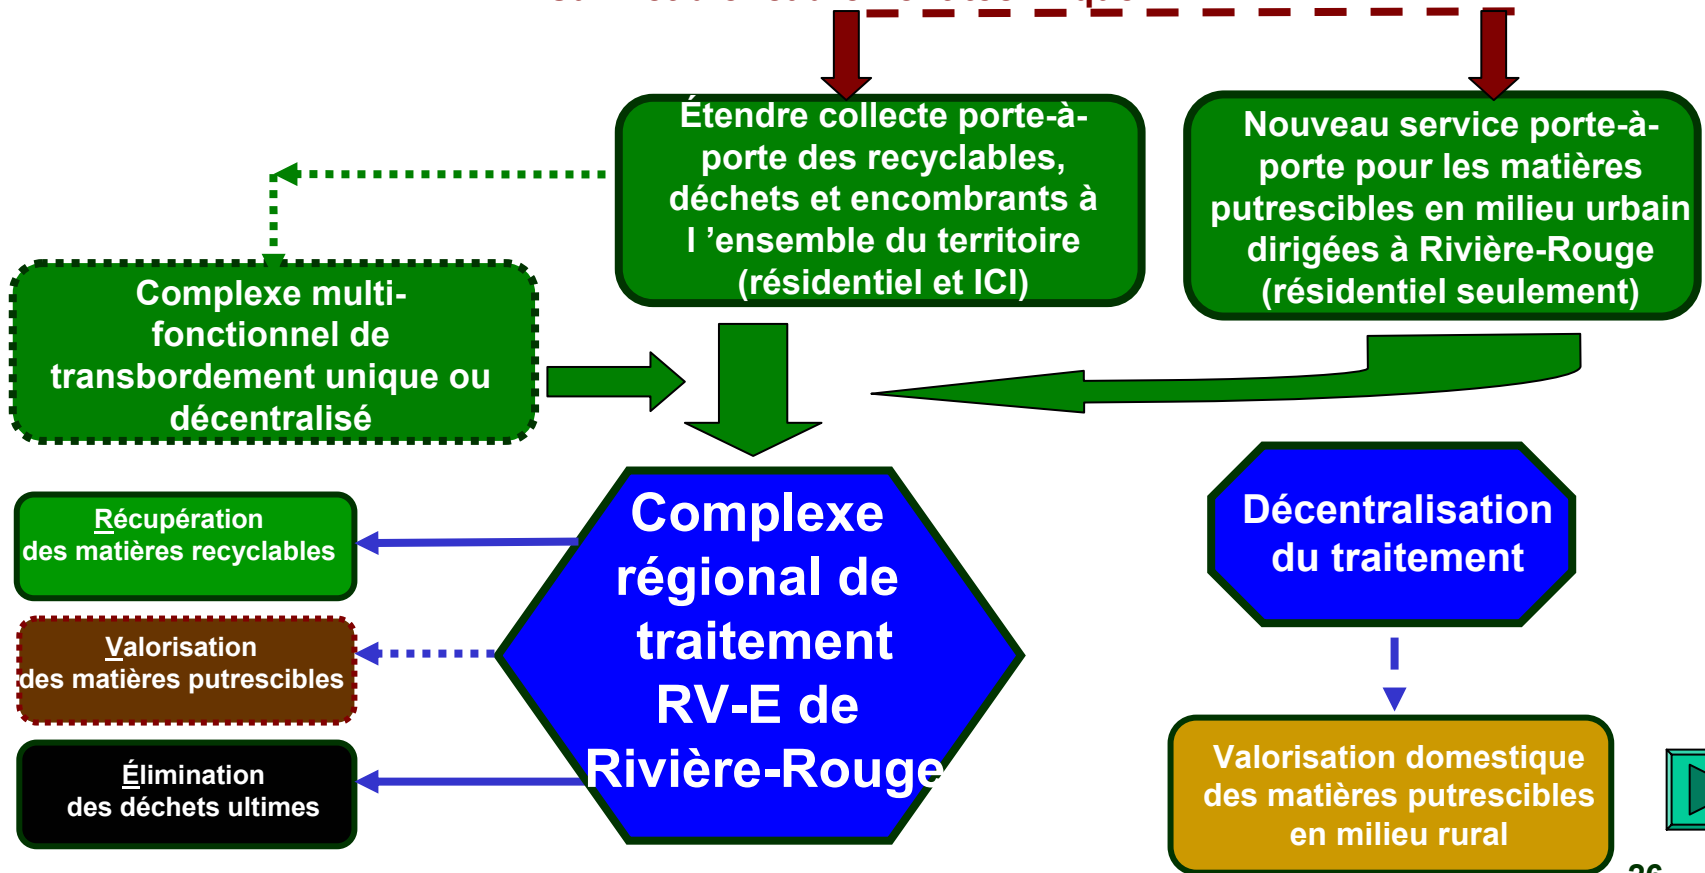 Étendre collecte porte-à-
porte des recyclables,
déchets et encombrants à
l 'ensemble du territoire
(résidentiel et ICI)
Nouveau service porte-à-
porte pour les matières
putrescibles en milieu urbain
dirigées à Rivière-Rouge
(résidentiel seulement)
Complexe multi-
fonctionnel de
transbordement unique ou
décentralisé
Complexe
régional de
traitement
RV-E de
Rivière-Rouge
Décentralisation
du traitement
Récupération
des matières recyclables
Valorisation
des matières putrescibles
Élimination
des déchets ultimes
Valorisation domestique
des matières putrescibles
en milieu rural